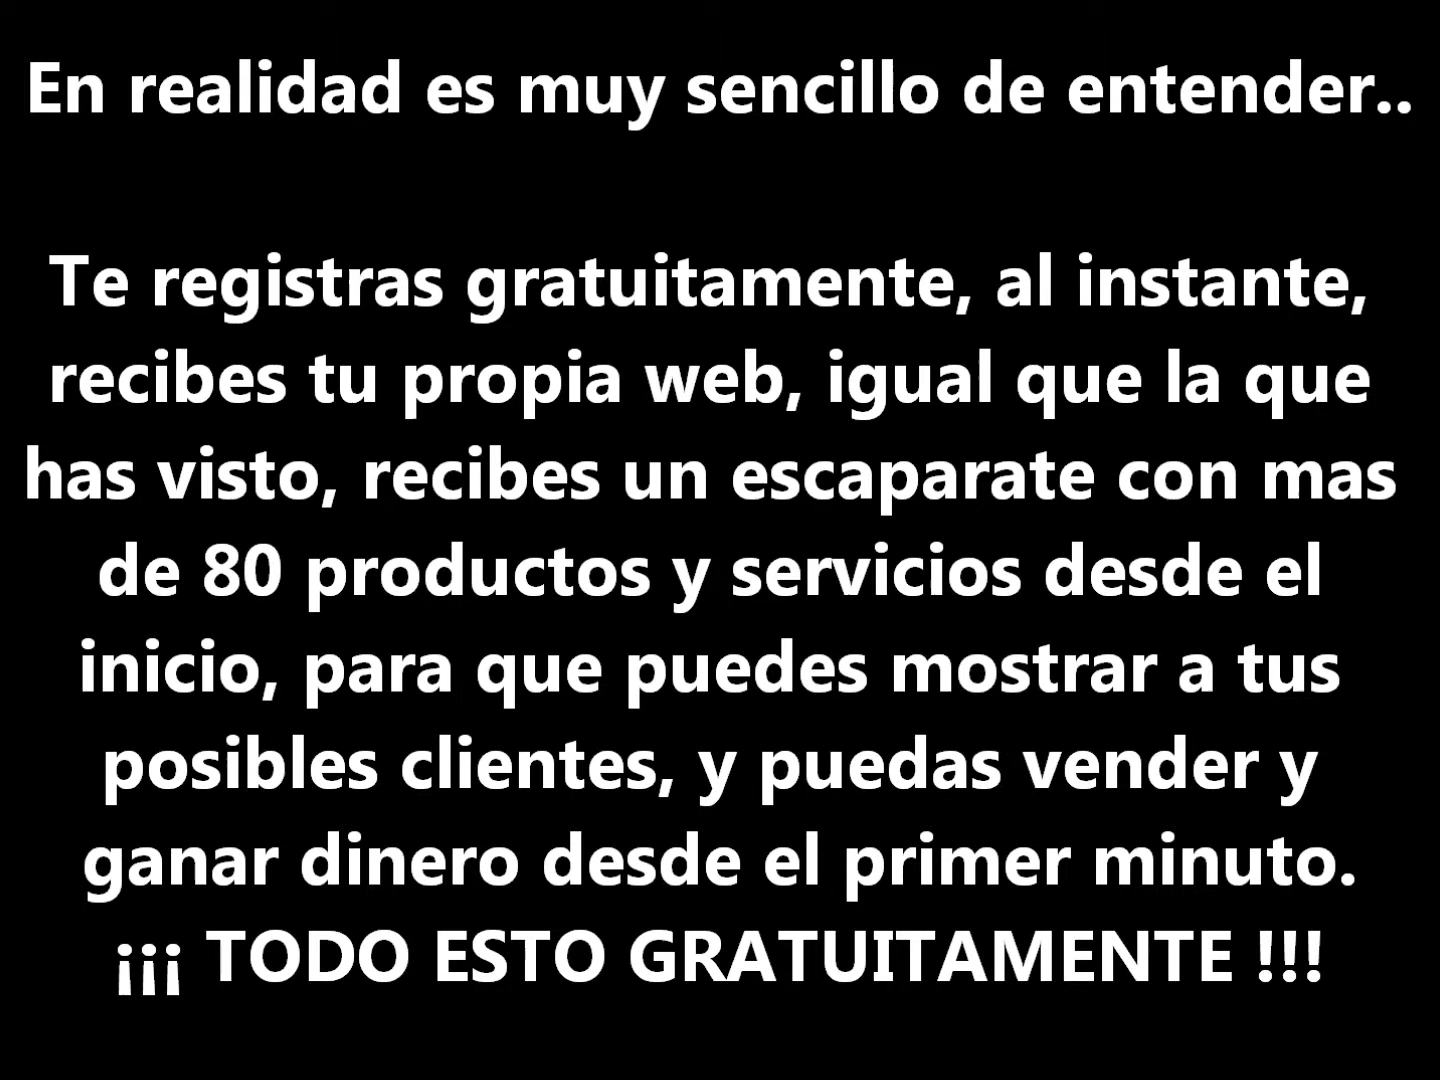 En realidad es muy sencillo de entender..
Te registras gratuitamente, al instante,
recibes tu propia web, igual que la que
has visto, recibes un escaparate con mas
de 80 productos y servicios desde el
inicio, para que puedes mostrar a tus
posibles clientes, y puedas vender y
ganar dinero desde el primer minuto.
¡¡¡ TODO ESTO GRATUITAMENTE !!!